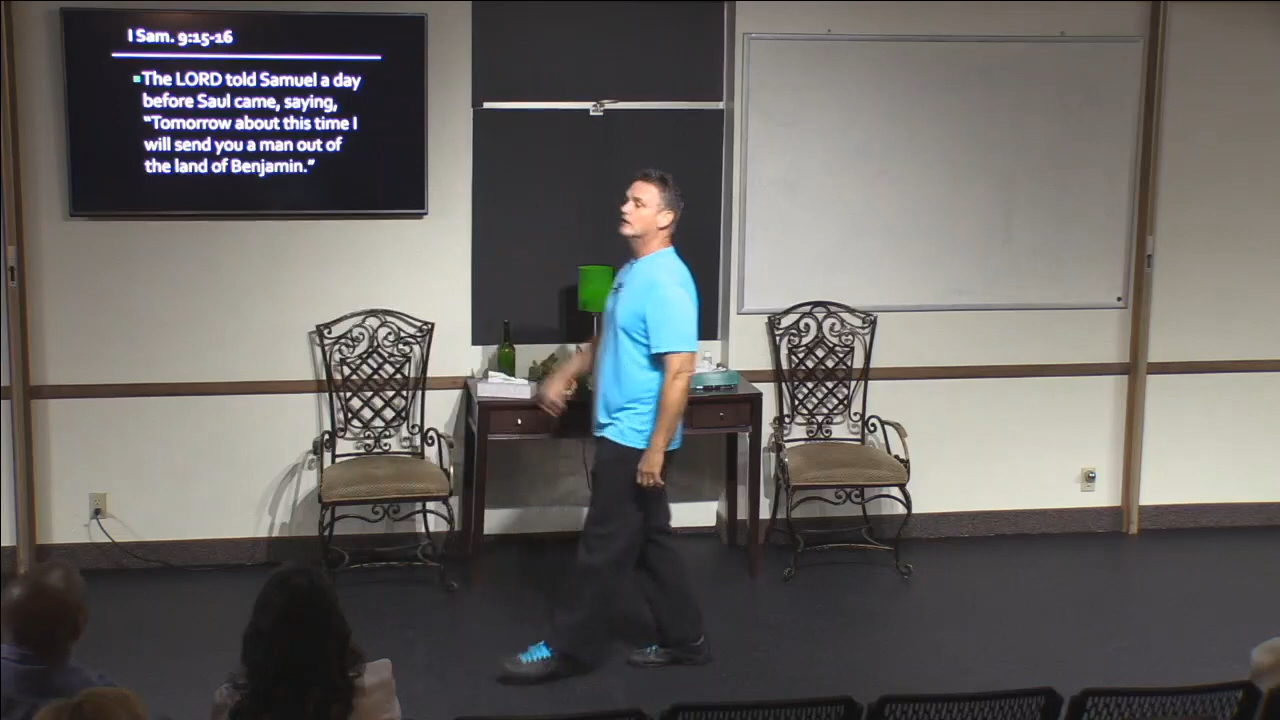 I Sam. 9:15-16
▪The LORD told Samuel a day
before Saul came, saying,
“Tomorrow about this time I
will send you a man out of
the land of Benjamin.”